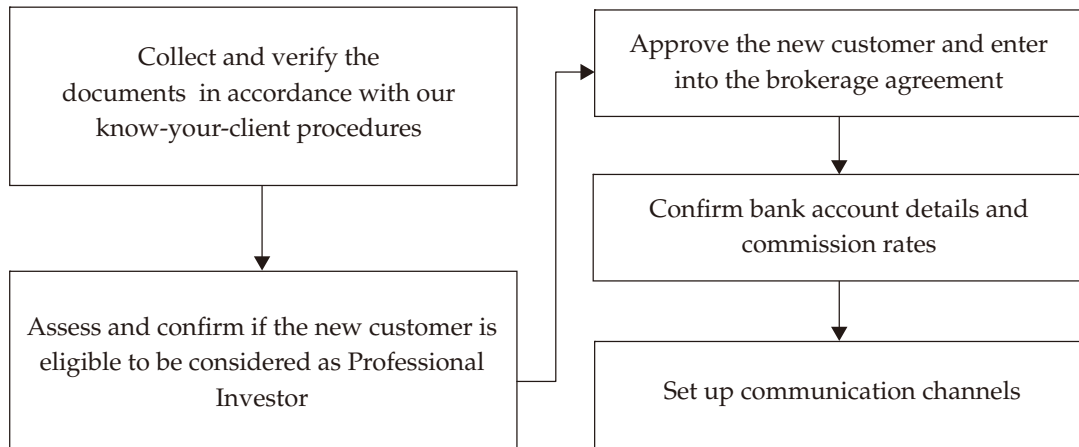 Collect and verify the
documents in accordance with our
know-your-client procedures
Assess and confirm if the new customer is
eligible to be considered as Professional
Investor
Approve the new customer and enter
into the brokerage agreement
Confirm bank account details and
commission rates
Set up communication channels